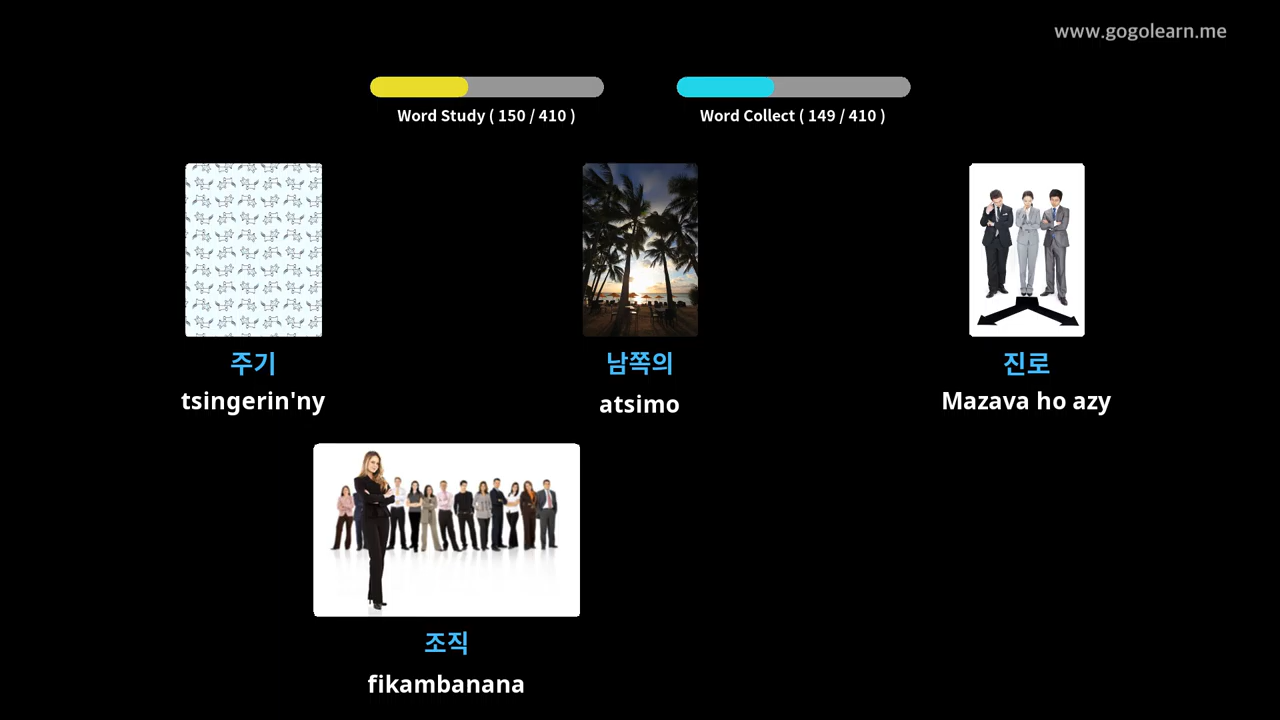 www.gogolearn.me
Word Study ( 150 / 410 )
Word Collect ( 149 / 410 )
주기
tsingerin'ny
남쪽의
atsimo
진로
Mazava ho azy
조직
fikambanana